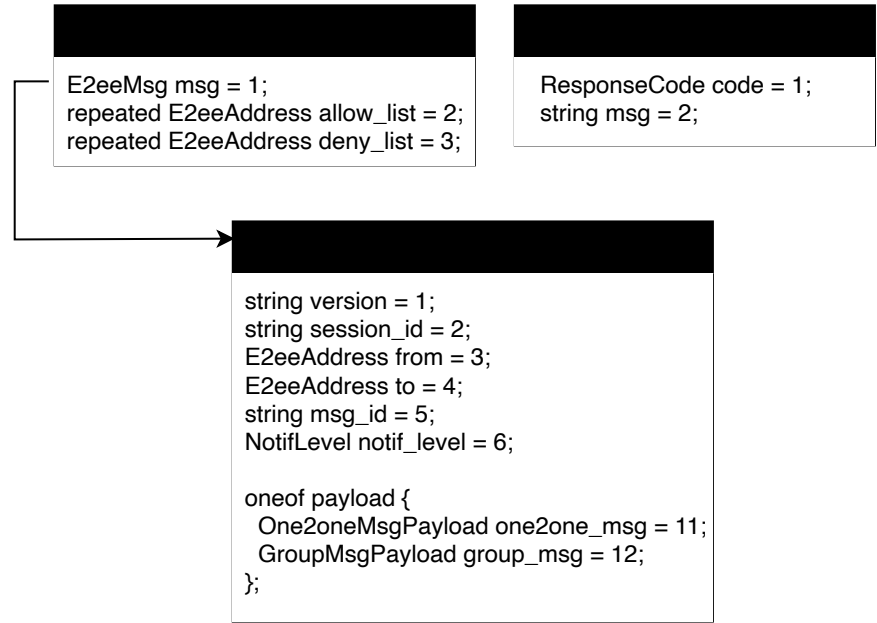 E2eeMsg msg = 1;
repeated E2eeAddress allow_list = 2;
repeated E2eeAddress deny_list = 3;
ResponseCode code = 1;
string msg = 2;
string version = 1;
string session_id = 2;
E2eeAddress from = 3;
E2eeAddress to = 4;
string msg_id = 5;
NotifLevel notif_level = 6;
oneof payload {
One2oneMsgPayload one2one_msg = 11;
GroupMsgPayload group_msg = 12;
};